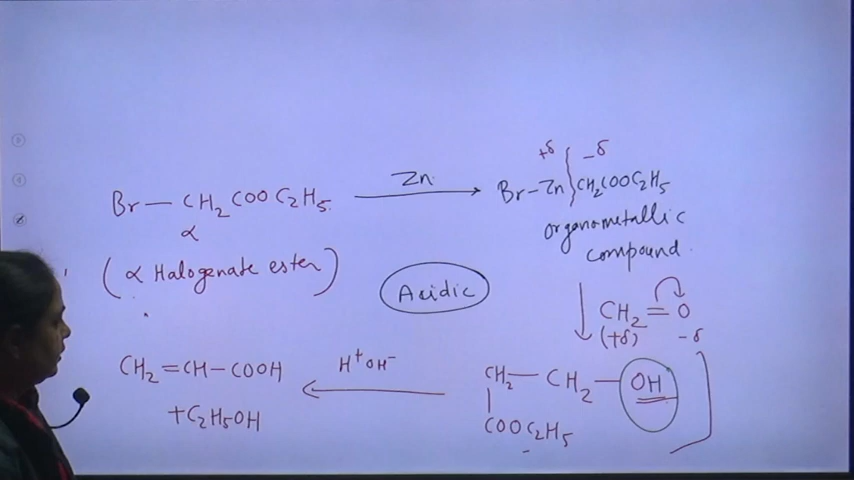 Br — CH₂COOC₂H₅
α
(α Halogenate ester)
Zn
+δ −δ
Br−Zn CH₂COOC₂H₅
organometallic
compound.
Acidic
CH₂=O
(+δ) −δ
CH₂ — CH₂ — OH
|
COOC₂H₅
H⁺OH⁻
CH₂=CH−COOH
+C₂H₅OH